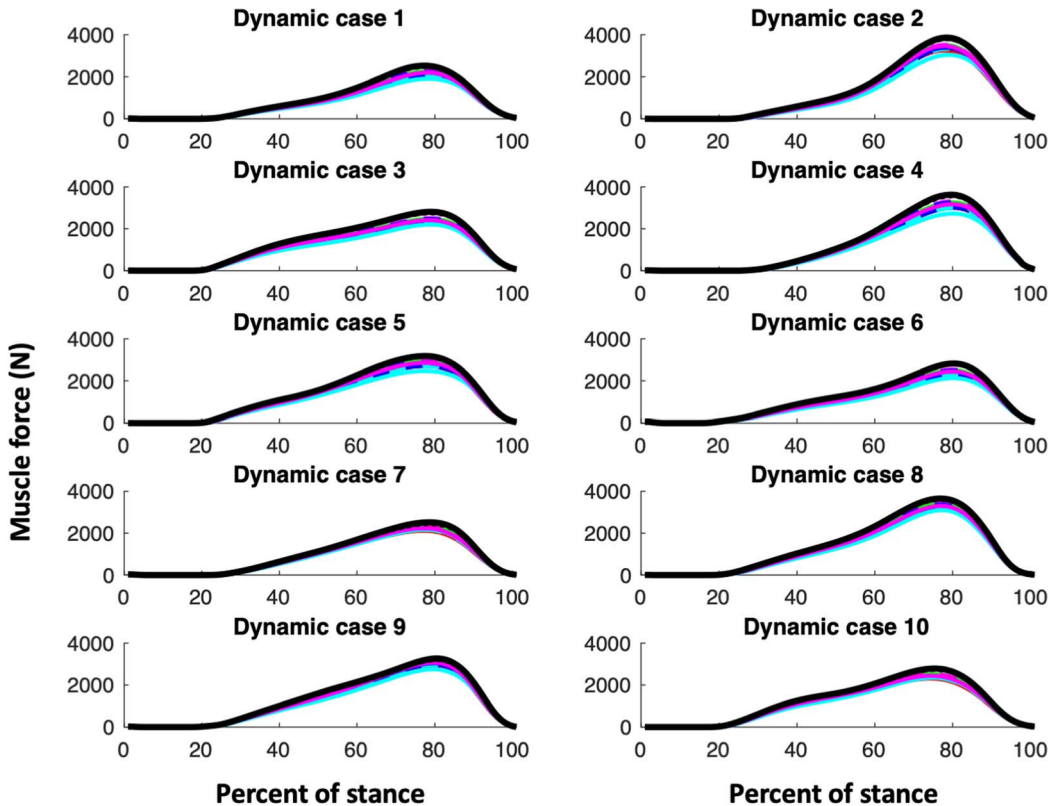 Dynamic case 1
4000
2000
0
0 20 40 60 80 100
Dynamic case 2
4000
2000
0
0 20 40 60 80 100
Dynamic case 3
4000
2000
0
0 20 40 60 80 100
Dynamic case 4
4000
2000
0
0 20 40 60 80 100
Dynamic case 5
4000
2000
0
0 20 40 60 80 100
Dynamic case 6
4000
2000
0
0 20 40 60 80 100
Dynamic case 7
4000
2000
0
0 20 40 60 80 100
Dynamic case 8
4000
2000
0
0 20 40 60 80 100
Dynamic case 9
4000
2000
0
0 20 40 60 80 100
Dynamic case 10
4000
2000
0
0 20 40 60 80 100
Muscle force (N)
Percent of stance
Percent of stance